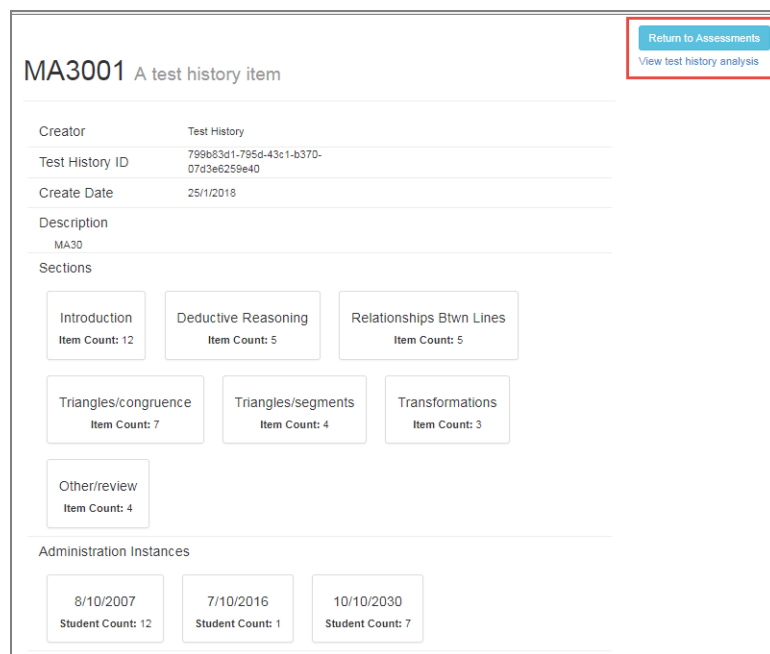 Return to Assessments
View test history analysis
MA3001 A test history item
Creator Test History
Test History ID 799b83d1-795d-43c1-b370-
07d3e6259e40
Create Date 25/1/2018
Description
MA30
Sections
Introduction Deductive Reasoning Relationships Btwn Lines
Item Count: 12 Item Count: 5 Item Count: 5
Triangles/congruence Triangles/segments Transformations
Item Count: 7 Item Count: 4 Item Count: 3
Other/review
Item Count: 4
Administration Instances
8/10/2007 7/10/2016 10/10/2030
Student Count: 12 Student Count: 1 Student Count: 7